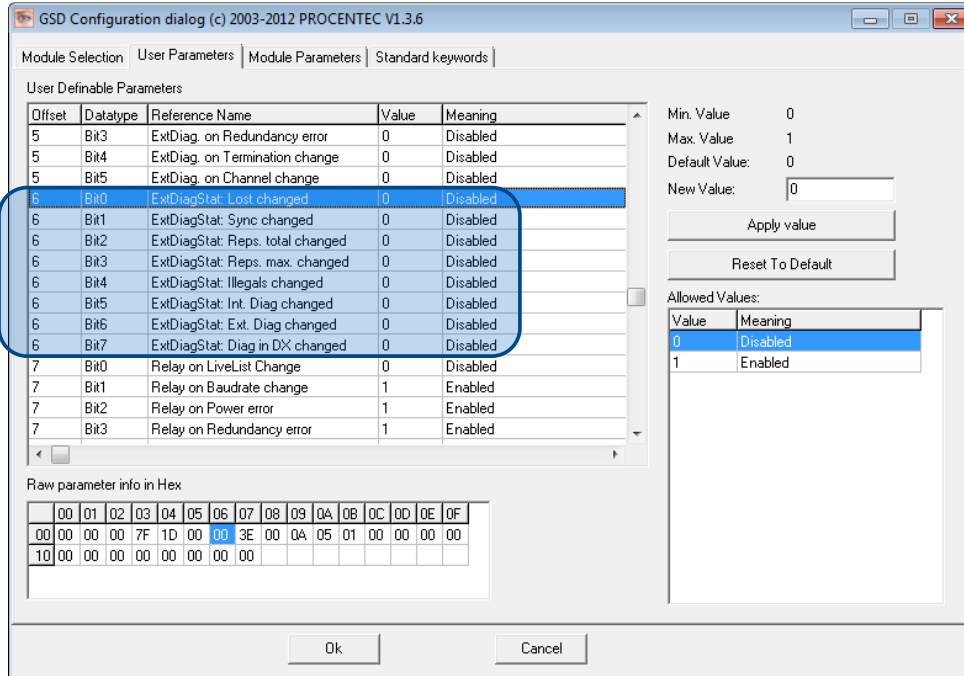 GSD Configuration dialog (c) 2003-2012 PROCENTEC V1.3.6
Module Selection User Parameters Module Parameters Standard keywords
User Definable Parameters
Offset Datatype Reference Name Value Meaning
5 Bit3 ExtDiag. on Redundancy error 0 Disabled
5 Bit4 ExtDiag. on Termination change 0 Disabled
5 Bit5 ExtDiag. on Channel change 0 Disabled
6 Bit0 ExtDiagStat: Lost changed 0 Disabled
6 Bit1 ExtDiagStat: Sync changed 0 Disabled
6 Bit2 ExtDiagStat: Reps. total changed 0 Disabled
6 Bit3 ExtDiagStat: Reps. max. changed 0 Disabled
6 Bit4 ExtDiagStat: Illegals changed 0 Disabled
6 Bit5 ExtDiagStat: Int. Diag changed 0 Disabled
6 Bit6 ExtDiagStat: Ext. Diag changed 0 Disabled
6 Bit7 ExtDiagStat: Diag in DX changed 0 Disabled
7 Bit0 Relay on LiveList Change 0 Disabled
7 Bit1 Relay on Baudrate change 1 Enabled
7 Bit2 Relay on Power error 1 Enabled
7 Bit3 Relay on Redundancy error 1 Enabled
Min. Value 0
Max. Value 1
Default Value: 0
New Value: 0
Apply value
Reset To Default
Allowed Values:
Value Meaning
0 Disabled
1 Enabled
Raw parameter info in Hex
00 01 02 03 04 05 06 07 08 09 0A 0B 0C 0D 0E 0F
00 00 00 00 7F 1D 00 00 3E 00 0A 05 01 00 00 00 00
10 00 00 00 00 00 00 00 00
Ok Cancel